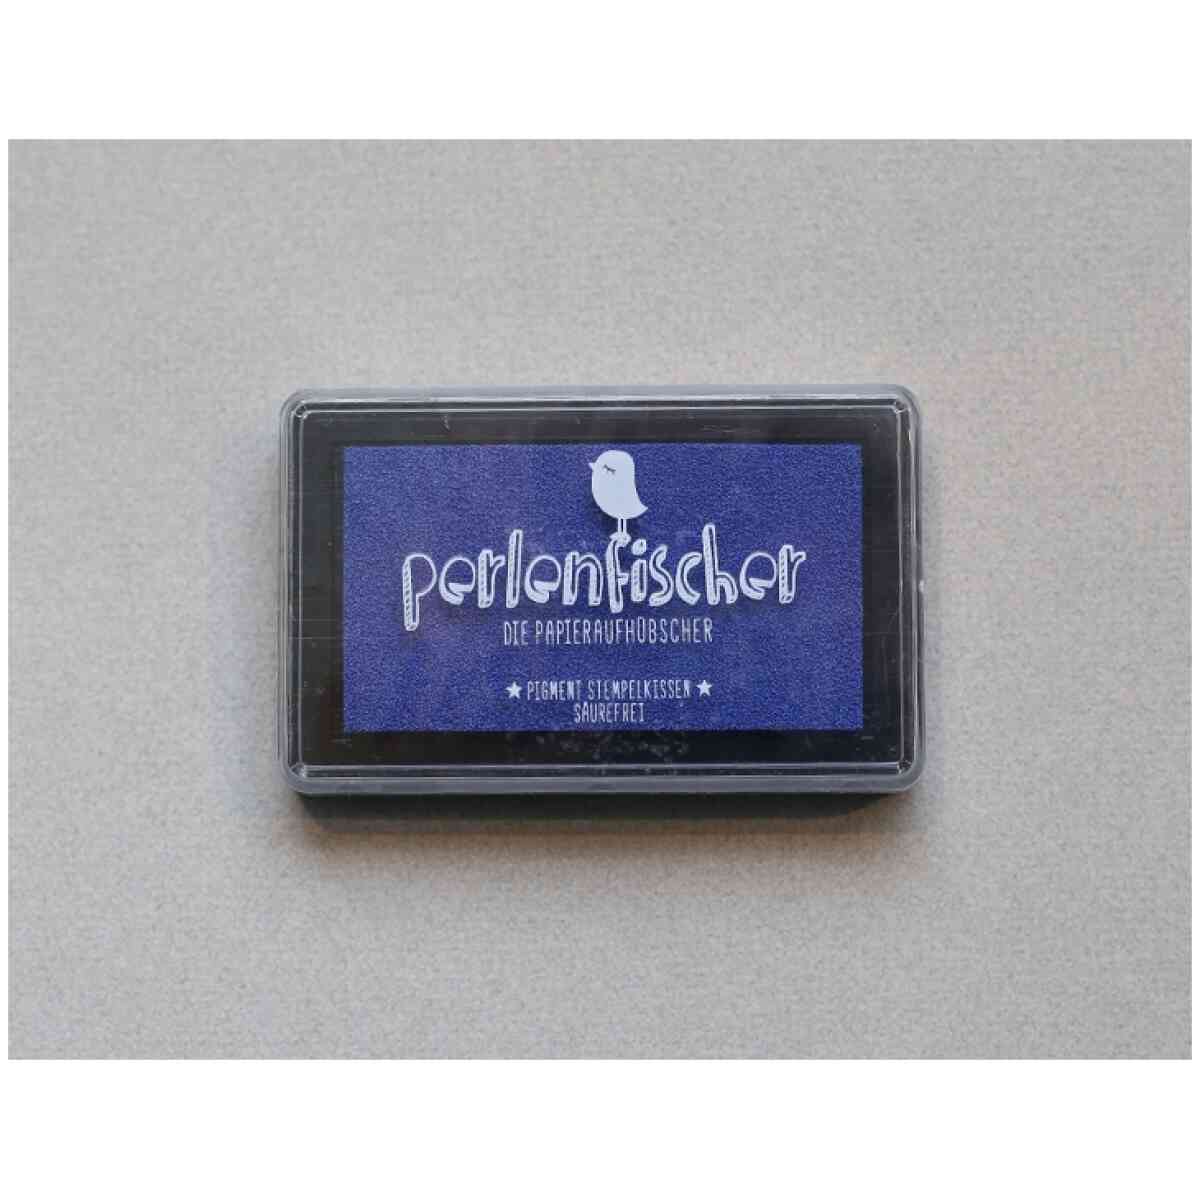 perlenfischer
DIE PAPIERAUFHÜBSCHER
★ PIGMENT STEMPELKISSEN ★
SÄUREFREI